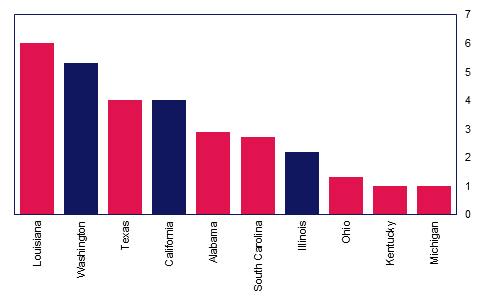 7
6
5
4
3
2
1
0
Louisiana
Washington
Texas
California
Alabama
South Carolina
Illinois
Ohio
Kentucky
Michigan